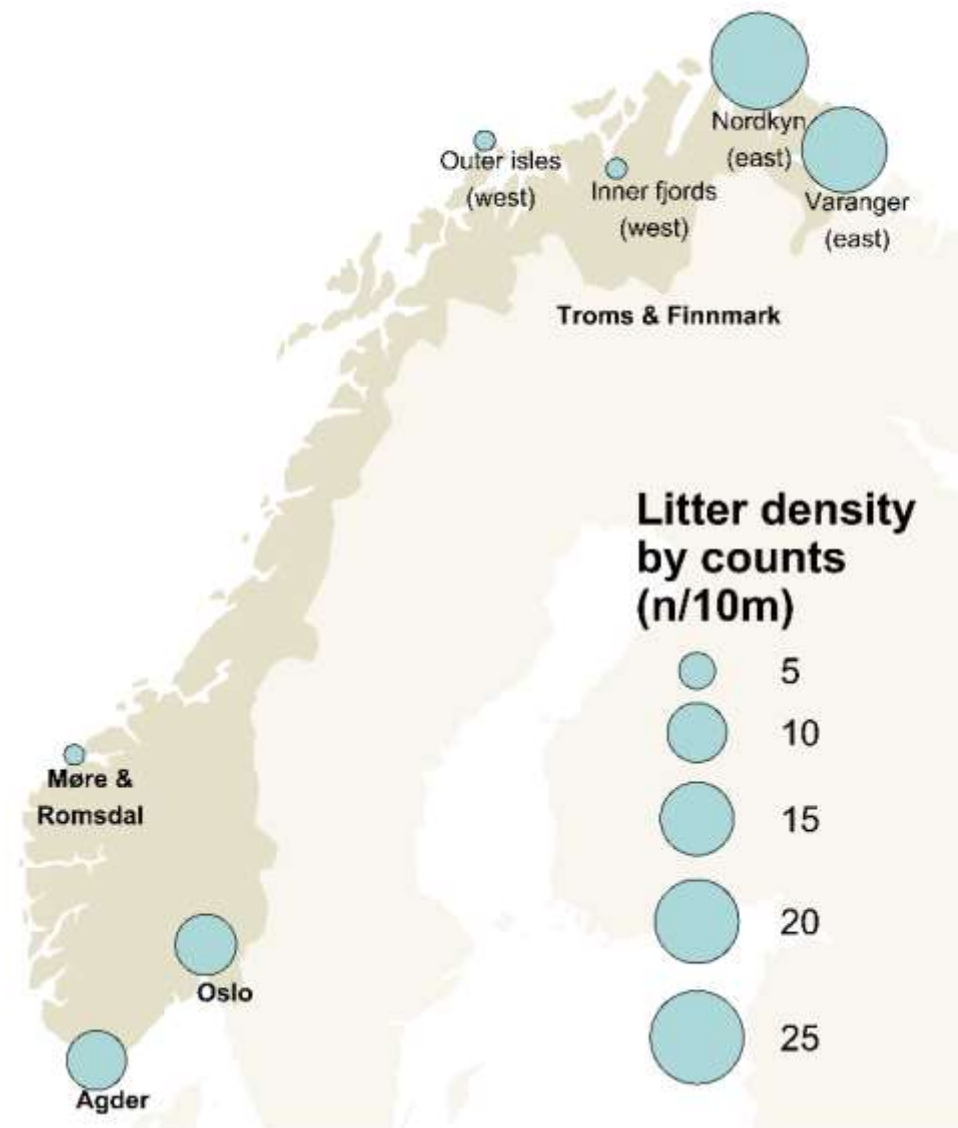 Nordkyn
(east)
Outer isles
(west)
Inner fjords
(west)
Varanger
(east)
Troms & Finnmark
Litter density
by counts
(n/10m)
5
10
15
20
25
Møre &
Romsdal
Oslo
Agder